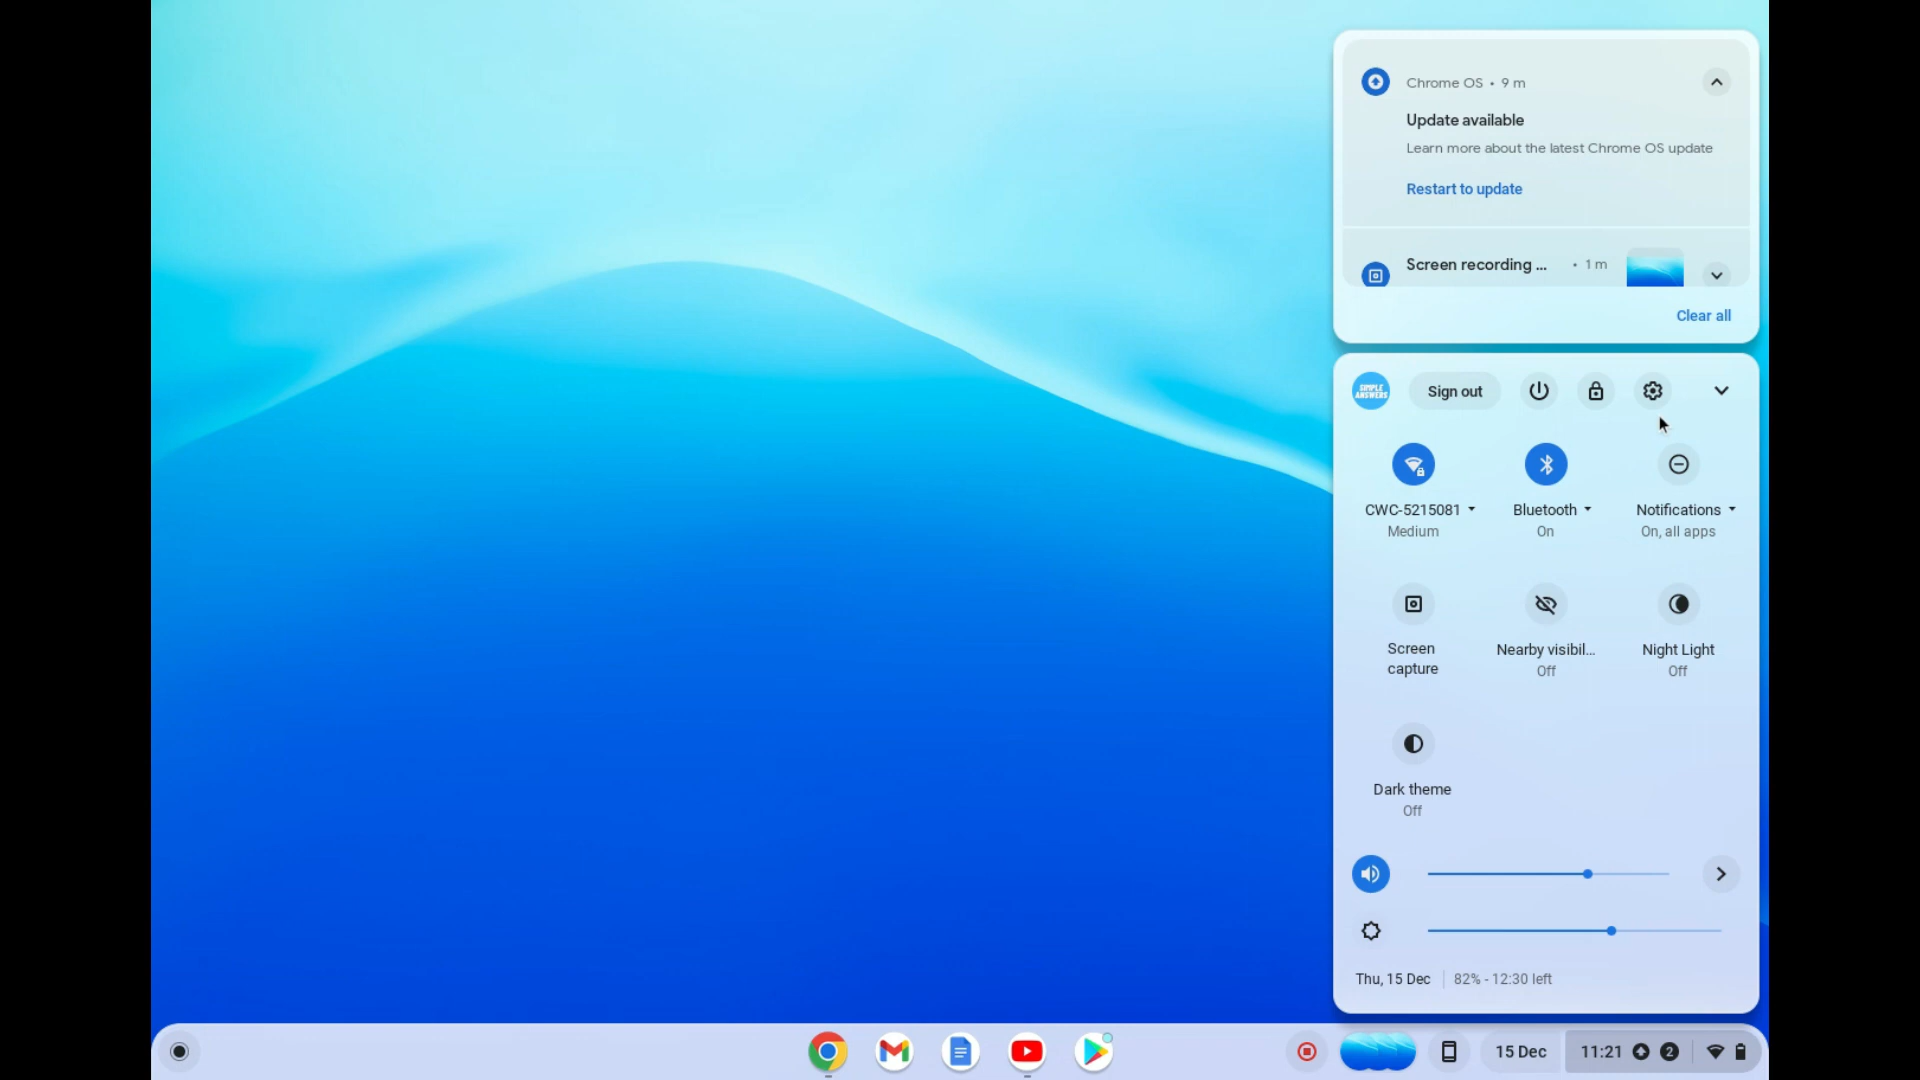 Chrome OS • 9 m
Update available
Learn more about the latest Chrome OS update
Restart to update
Screen recording ... • 1 m
Clear all
SIMPLE
ANSWERS
Sign out
CWC-5215081
Medium
Bluetooth
On
Notifications
On, all apps
Screen
capture
Nearby visibil...
Off
Night Light
Off
Dark theme
Off
Thu, 15 Dec
82% - 12:30 left
15 Dec
11:21
2